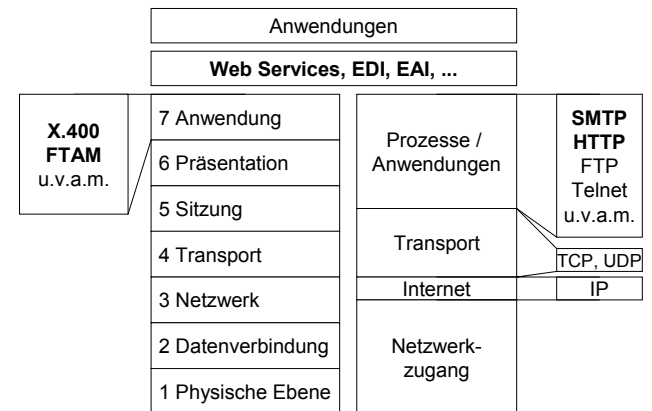 Anwendungen
Web Services, EDI, EAI, ...
X.400
FTAM
u.v.a.m.
7 Anwendung
6 Präsentation
5 Sitzung
4 Transport
3 Netzwerk
2 Datenverbindung
1 Physische Ebene
Prozesse /
Anwendungen
Transport
Internet
Netzwerk-
zugang
SMTP
HTTP
FTP
Telnet
u.v.a.m.
TCP, UDP
IP